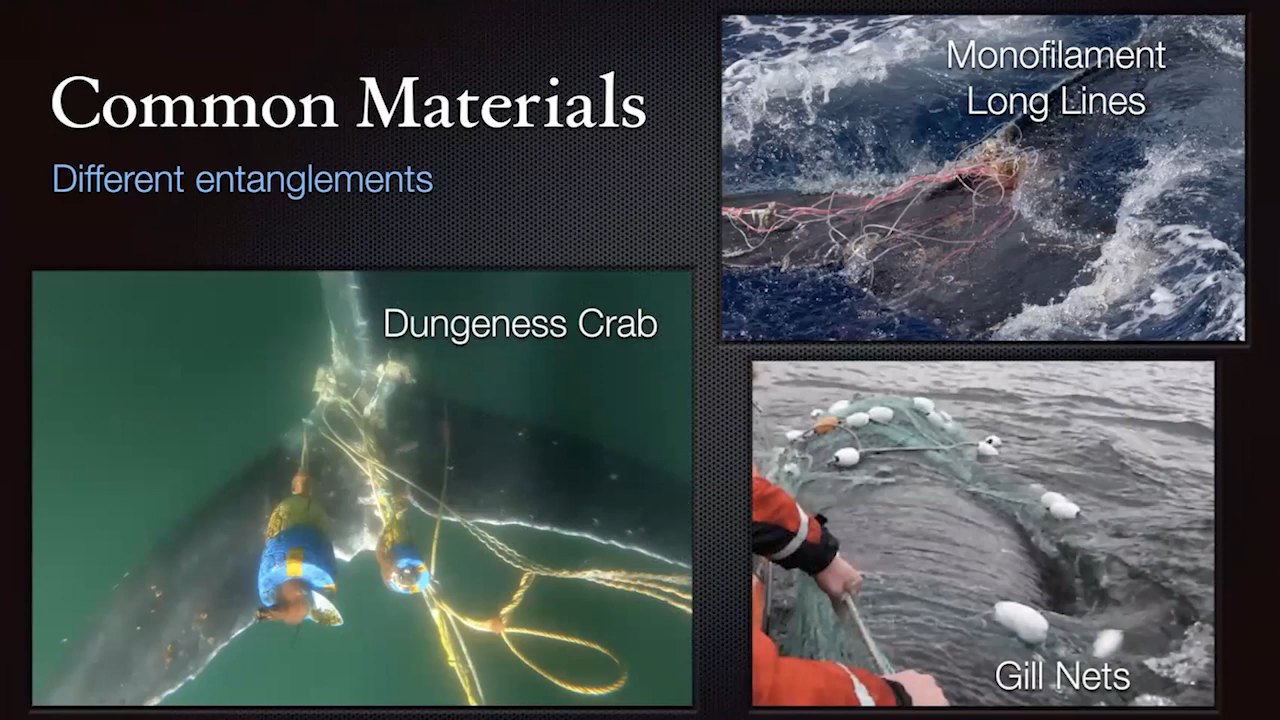 Common Materials
Different entanglements
Monofilament
Long Lines
Dungeness Crab
Gill Nets